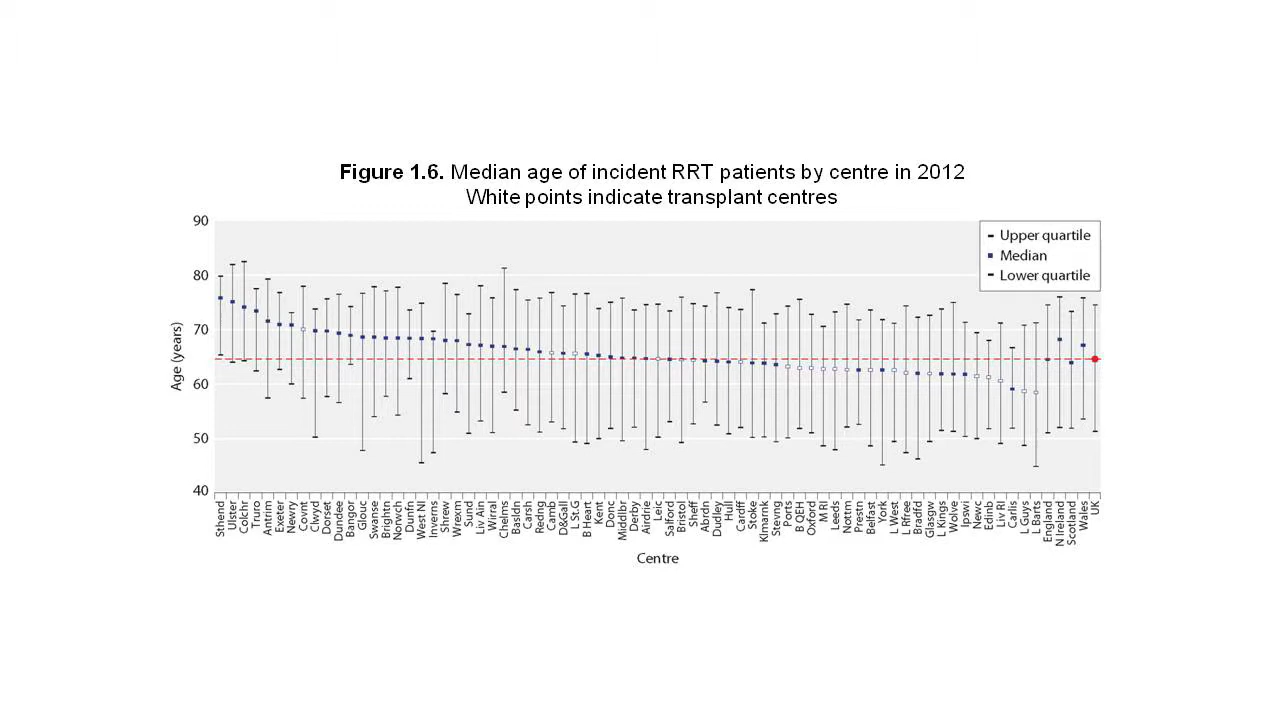 Figure 1.6. Median age of incident RRT patients by centre in 2012
White points indicate transplant centres
90
80
70
60
50
40
Age (years)
Upper quartile
Median
Lower quartile
Sthend
Ulster
Colchr
Truro
Antrim
Exeter
Newry
Covnt
Clwyd
Dorset
Dundee
Bangor
Glouc
Swanse
Brightn
Norwch
Dunfn
West NI
Inverns
Shrew
Wrexm
Sund
Liv Ain
Wirral
Chelms
Basldn
Carsh
Redng
Camb
D&Gall
L St.G
B Heart
Kent
Donc
Middlbr
Derby
Airdrie
Leic
Salford
Bristol
Sheff
Abrdn
Dudley
Hull
Cardff
Stoke
Klmarnk
Stevng
Ports
B QEH
Oxford
M RI
Leeds
Nottm
Prestn
Belfast
York
L West
L Rfree
Bradfd
Glasgw
L Kings
Wolve
Ipswi
Newc
Edinb
Liv RI
Carlis
L Guys
L Barts
England
N Ireland
Scotland
Wales
UK
Centre